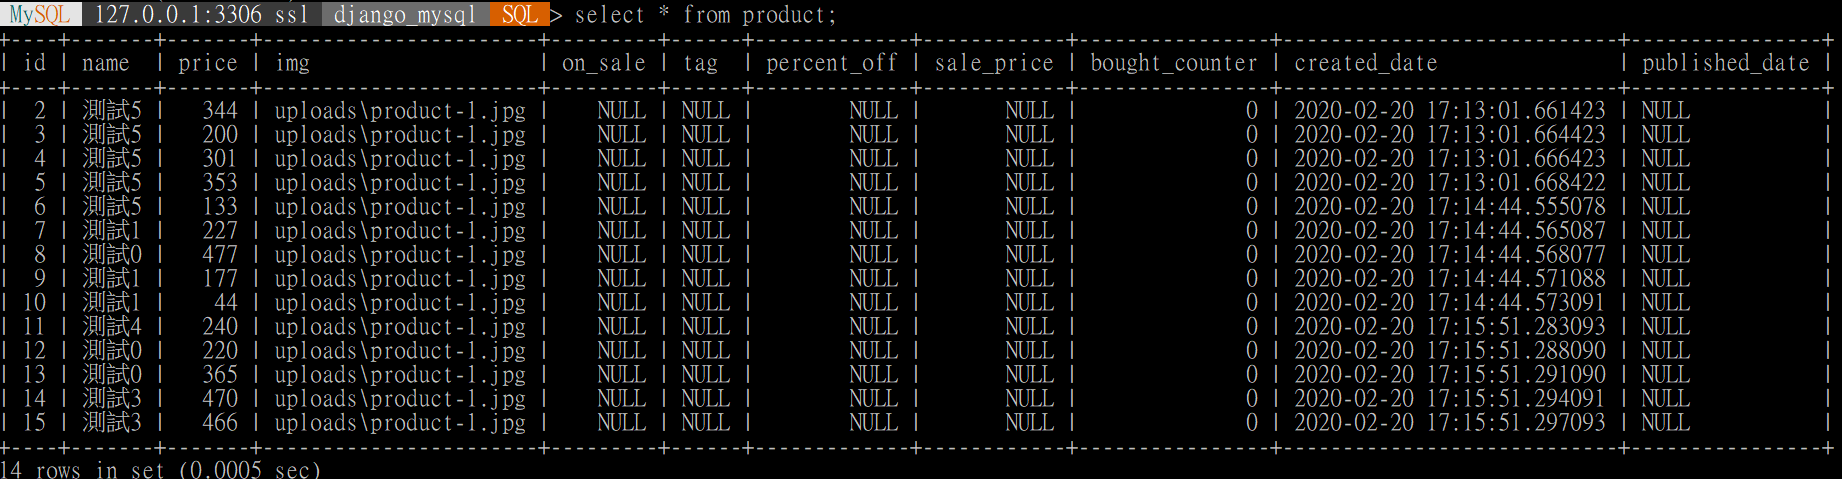 MySQL 127.0.0.1:3306 ssl django_mysql SQL > select * from product;
+----+-------+-------+-----------------------+---------+------+-------------+------------+----------------+----------------------------+----------------+
| id | name | price | img | on_sale | tag | percent_off | sale_price | bought_counter | created_date | published_date |
+----+-------+-------+-----------------------+---------+------+-------------+------------+----------------+----------------------------+----------------+
| 2 | 測試5 | 344 | uploads\product-1.jpg | NULL | NULL | NULL | NULL | 0 | 2020-02-20 17:13:01.661423 | NULL |
| 3 | 測試5 | 200 | uploads\product-1.jpg | NULL | NULL | NULL | NULL | 0 | 2020-02-20 17:13:01.664423 | NULL |
| 4 | 測試5 | 301 | uploads\product-1.jpg | NULL | NULL | NULL | NULL | 0 | 2020-02-20 17:13:01.666423 | NULL |
| 5 | 測試5 | 353 | uploads\product-1.jpg | NULL | NULL | NULL | NULL | 0 | 2020-02-20 17:13:01.668422 | NULL |
| 6 | 測試5 | 133 | uploads\product-1.jpg | NULL | NULL | NULL | NULL | 0 | 2020-02-20 17:14:44.555078 | NULL |
| 7 | 測試1 | 227 | uploads\product-1.jpg | NULL | NULL | NULL | NULL | 0 | 2020-02-20 17:14:44.565087 | NULL |
| 8 | 測試0 | 477 | uploads\product-1.jpg | NULL | NULL | NULL | NULL | 0 | 2020-02-20 17:14:44.568077 | NULL |
| 9 | 測試1 | 177 | uploads\product-1.jpg | NULL | NULL | NULL | NULL | 0 | 2020-02-20 17:14:44.571088 | NULL |
| 10 | 測試1 | 44 | uploads\product-1.jpg | NULL | NULL | NULL | NULL | 0 | 2020-02-20 17:14:44.573091 | NULL |
| 11 | 測試4 | 240 | uploads\product-1.jpg | NULL | NULL | NULL | NULL | 0 | 2020-02-20 17:15:51.283093 | NULL |
| 12 | 測試0 | 220 | uploads\product-1.jpg | NULL | NULL | NULL | NULL | 0 | 2020-02-20 17:15:51.288090 | NULL |
| 13 | 測試0 | 365 | uploads\product-1.jpg | NULL | NULL | NULL | NULL | 0 | 2020-02-20 17:15:51.291090 | NULL |
| 14 | 測試3 | 470 | uploads\product-1.jpg | NULL | NULL | NULL | NULL | 0 | 2020-02-20 17:15:51.294091 | NULL |
| 15 | 測試3 | 466 | uploads\product-1.jpg | NULL | NULL | NULL | NULL | 0 | 2020-02-20 17:15:51.297093 | NULL |
+----+-------+-------+-----------------------+---------+------+-------------+------------+----------------+----------------------------+----------------+
14 rows in set (0.0005 sec)